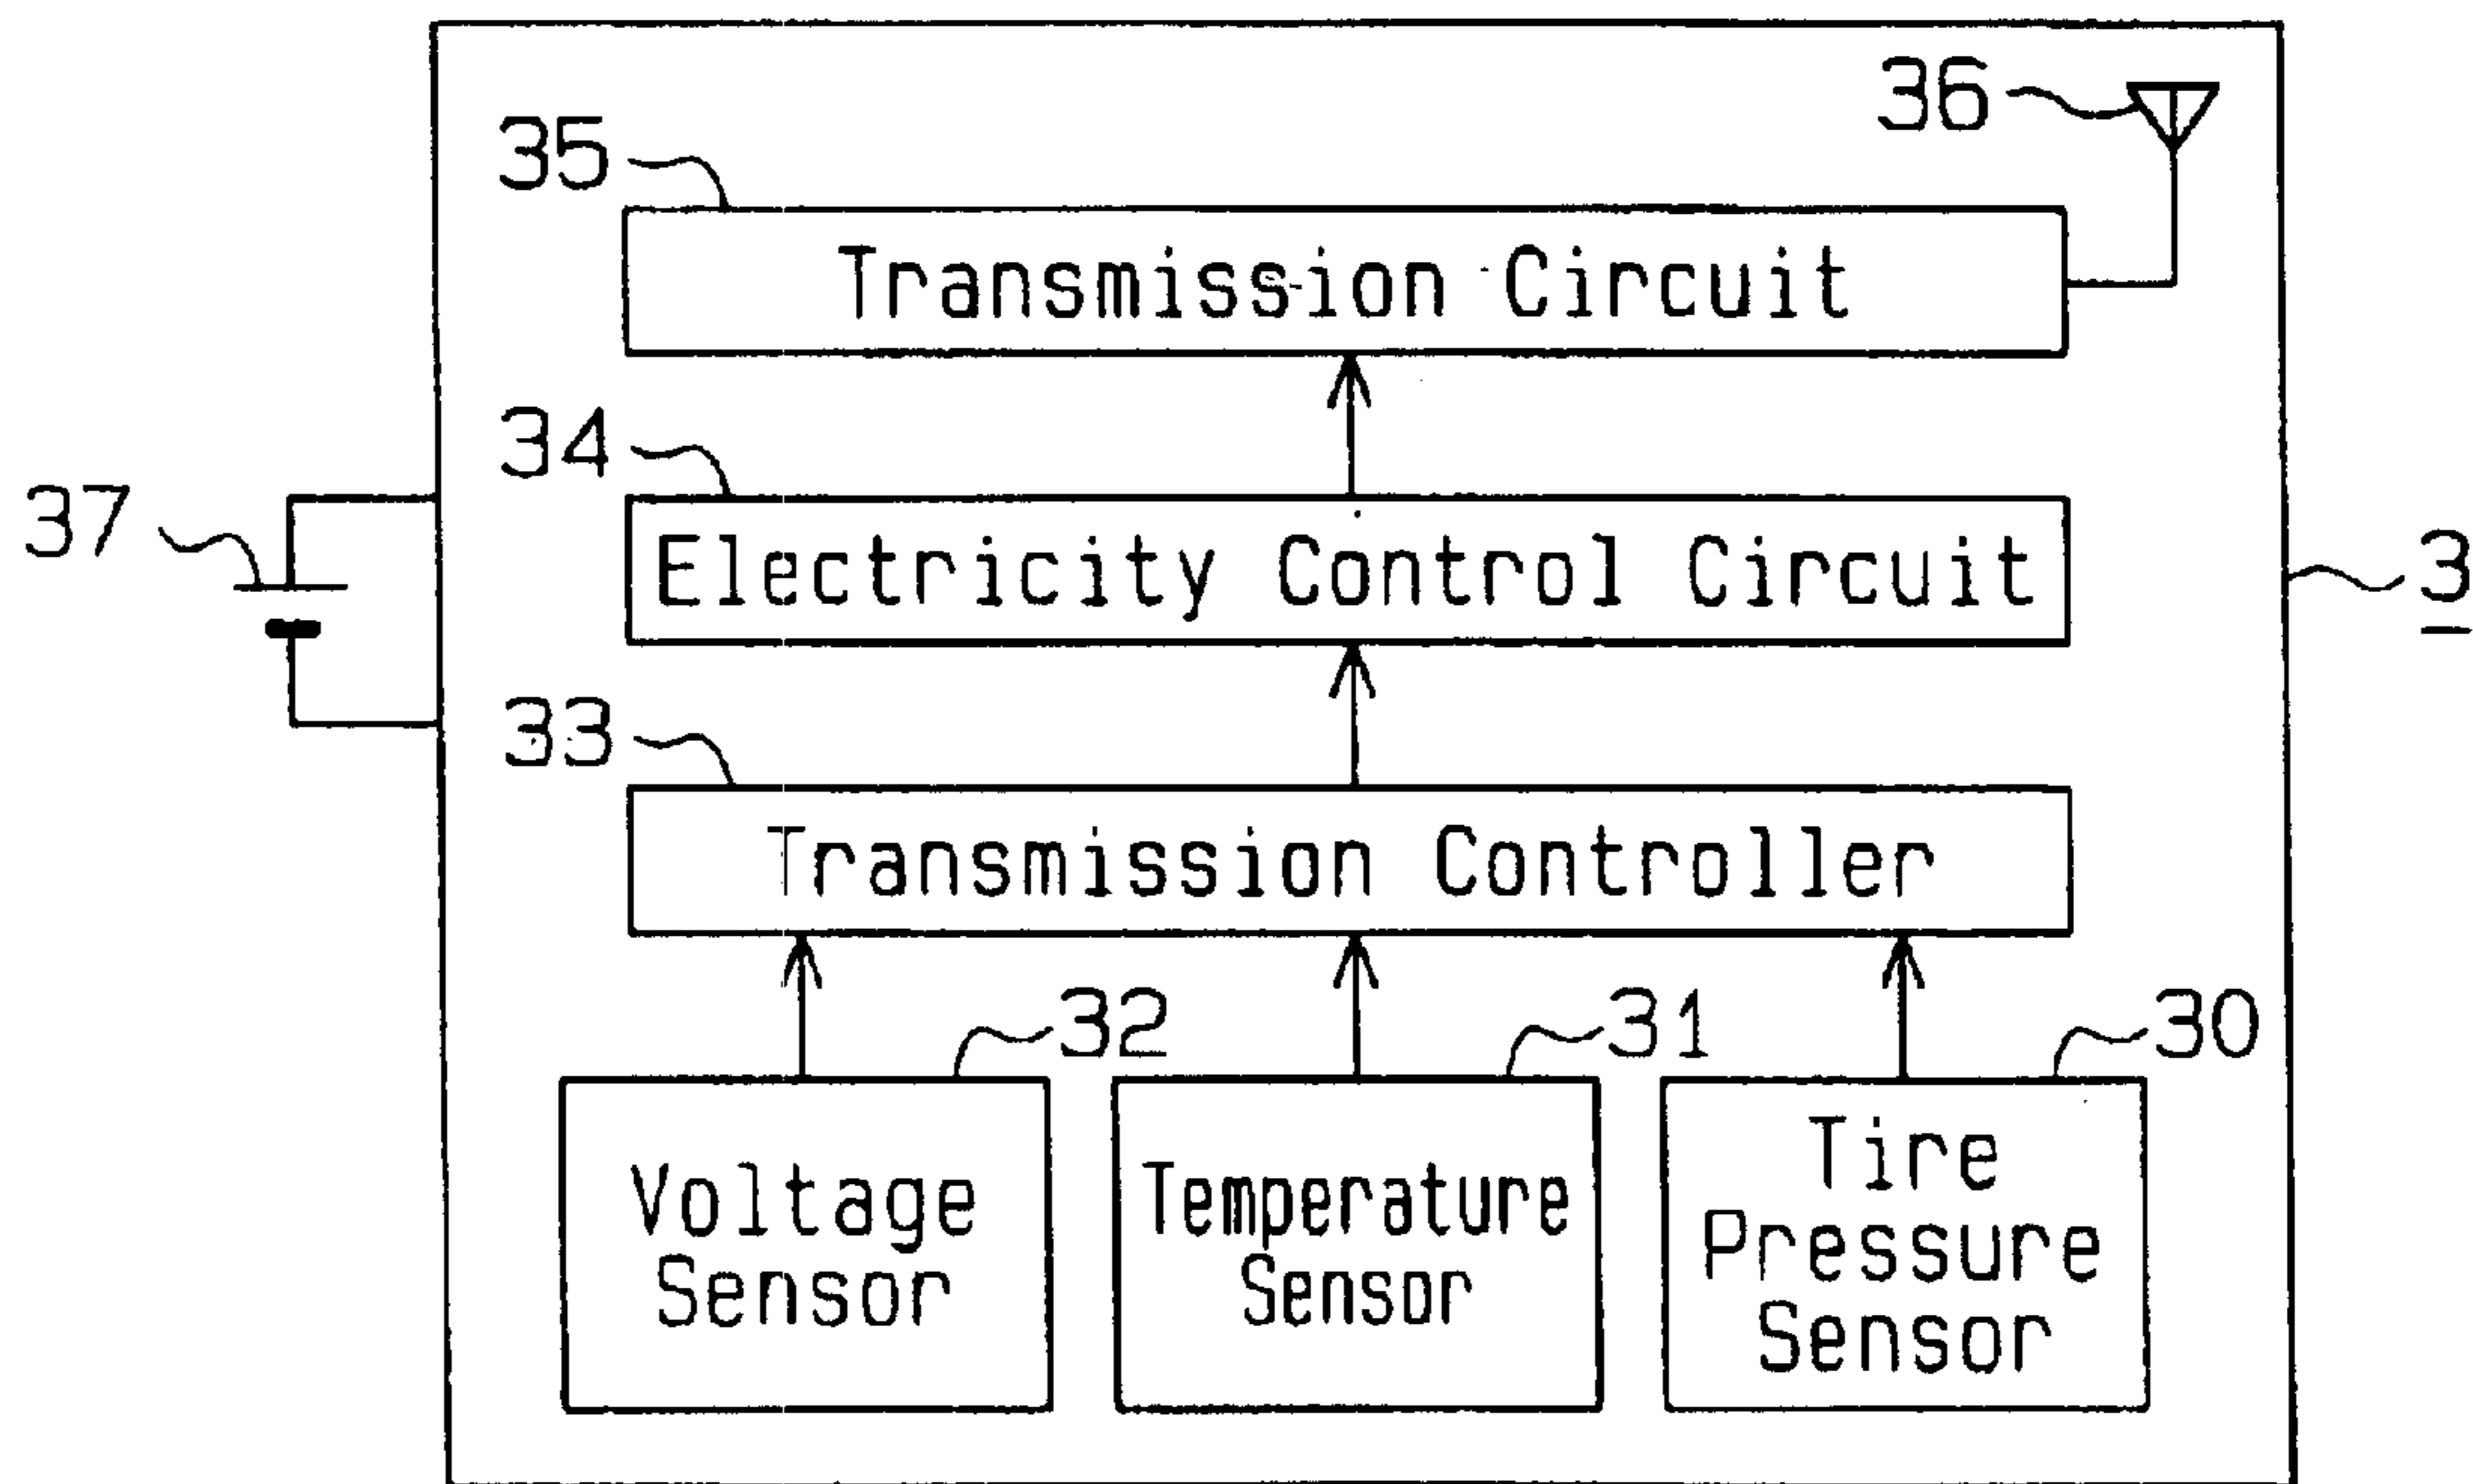 36
35
Transmission Circuit
34
37
Electricity Control Circuit
3
33
Transmission Controller
32
31
30
Voltage
Sensor
Temperature
Sensor
Tire
Pressure
Sensor